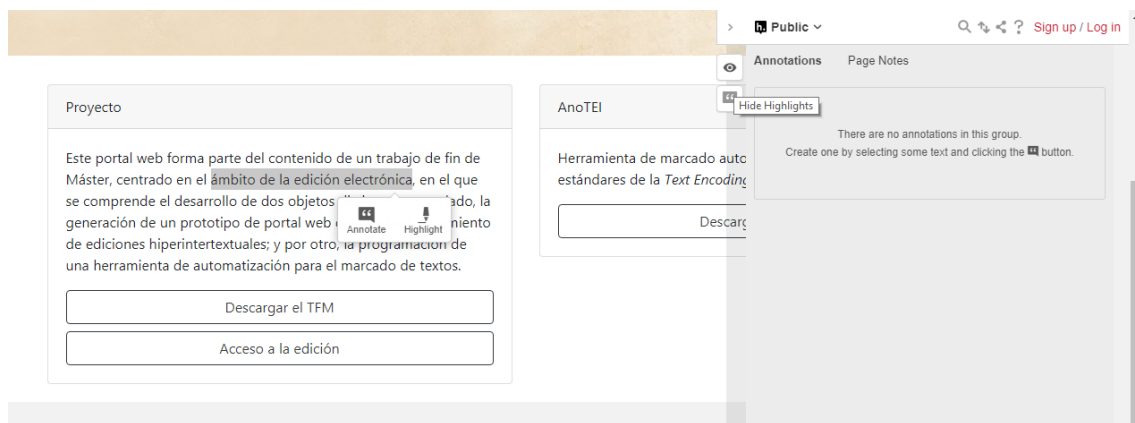 Public
Sign up / Log in
Annotations Page Notes
Hide Highlights
There are no annotations in this group.
Create one by selecting some text and clicking the button.
Proyecto
Este portal web forma parte del contenido de un trabajo de fin de
Máster, centrado en el ámbito de la edición electrónica, en el que
se comprende el desarrollo de dos objetos
ado, la
generación de un prototipo de portal web
miento
de ediciones hiperintertextuales; y por otro, la programación de
una herramienta de automatización para el marcado de textos.
Annotate Highlight
Descargar el TFM
Acceso a la edición
AnoTEI
Herramienta de marcado auto
estándares de la Text Encoding
Descarg